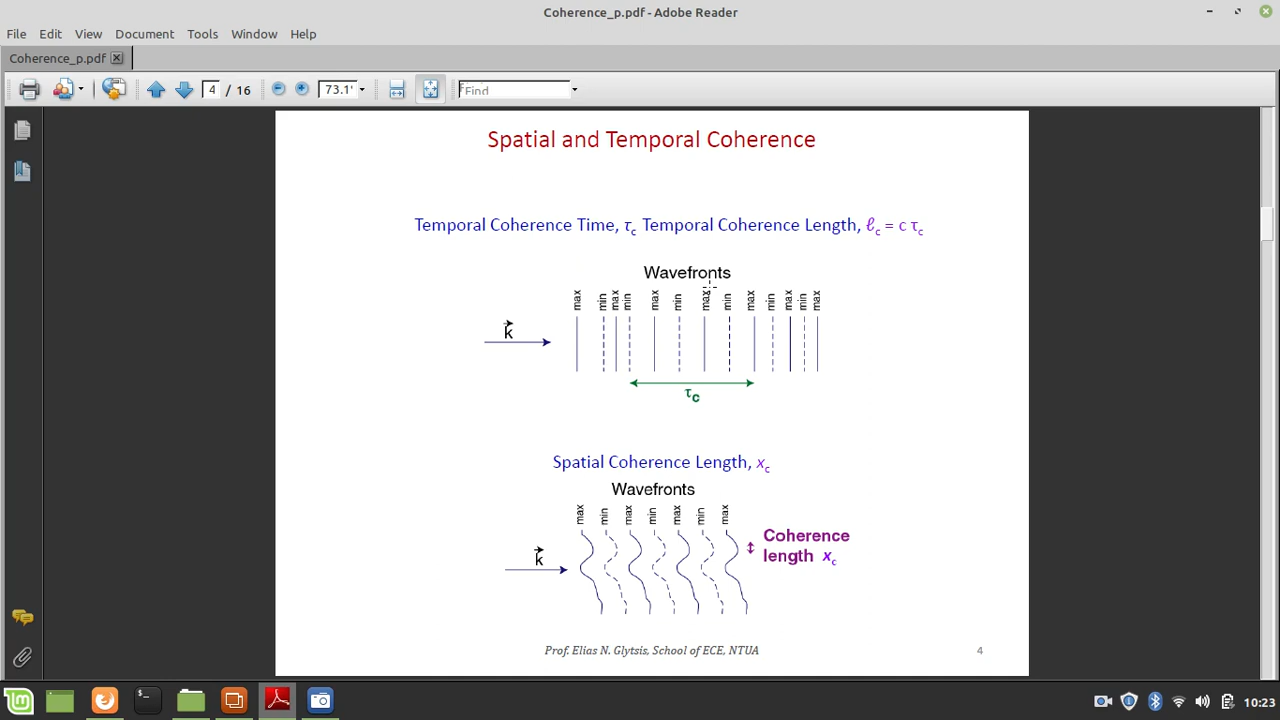 Coherence_p.pdf - Adobe Reader
File Edit View Document Tools Window Help
Coherence_p.pdf
4 / 16 73.1' Find
Spatial and Temporal Coherence
Temporal Coherence Time, τc Temporal Coherence Length, ℓc = c τc
Wavefronts
max min max min max min max min max min max min max
k
τc
Spatial Coherence Length, xc
Wavefronts
max min max min max min max
Coherence
length xc
k
Prof. Elias N. Glytsis, School of ECE, NTUA 4
10:23